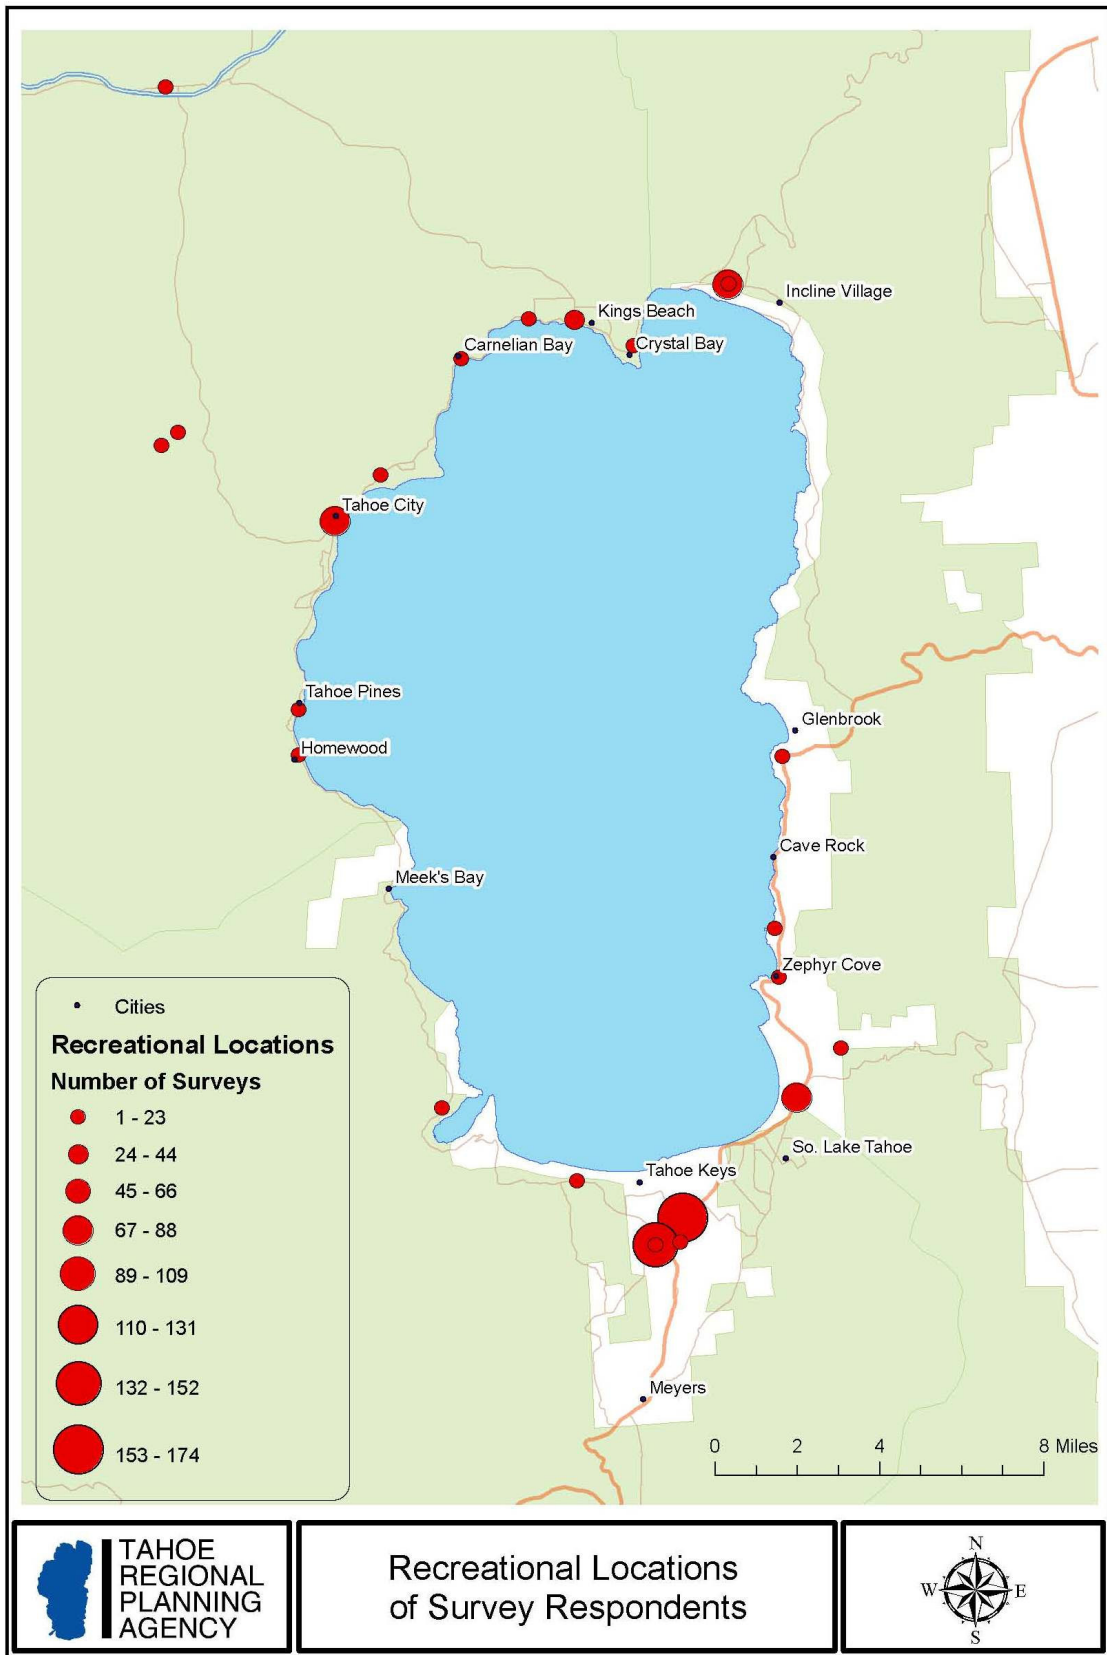 Incline Village
Kings Beach
Crystal Bay
Carnelian Bay
Tahoe City
Tahoe Pines
Homewood
Glenbrook
Cave Rock
Meek's Bay
Zephyr Cove
So. Lake Tahoe
Tahoe Keys
Meyers
Cities
Recreational Locations
Number of Surveys
1 - 23
24 - 44
45 - 66
67 - 88
89 - 109
110 - 131
132 - 152
153 - 174
0 2 4 8 Miles
TAHOE
REGIONAL
PLANNING
AGENCY
Recreational Locations
of Survey Respondents
N
W E
S